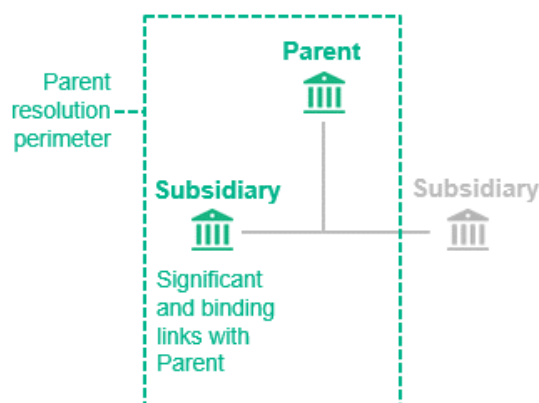 Parent
Parent
resolution
perimeter
Subsidiary
Subsidiary
Significant
and binding
links with
Parent